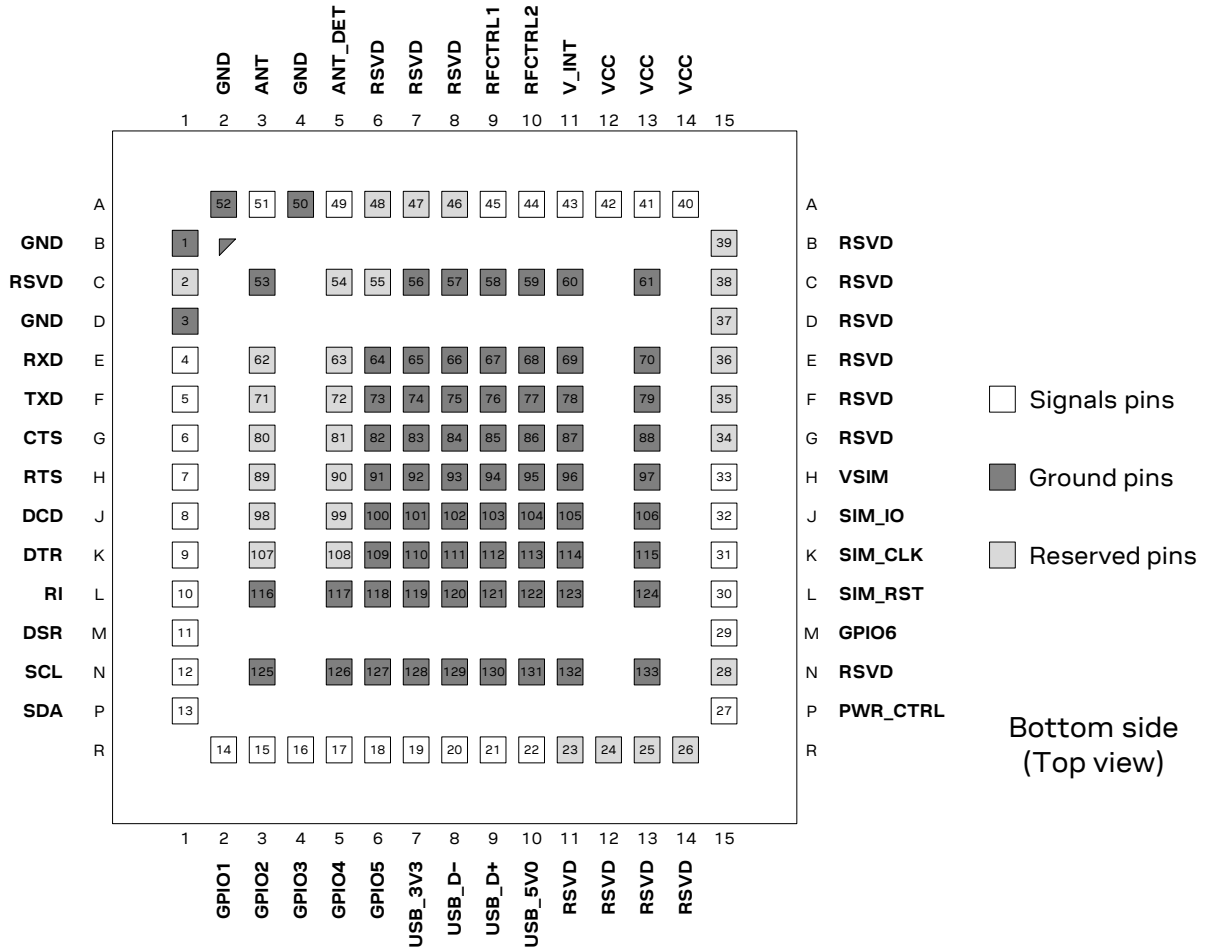 GND ANT GND ANT_DET RSVD RSVD RSVD RFCTRL1 RFCTRL2 V_INT VCC VCC VCC
1 2 3 4 5 6 7 8 9 10 11 12 13 14 15
A 52 51 50 49 48 47 46 45 44 43 42 41 40 A
GND B 1 39 B RSVD
RSVD C 2 53 54 55 56 57 58 59 60 61 38 C RSVD
GND D 3 37 D RSVD
RXD E 4 62 63 64 65 66 67 68 69 70 36 E RSVD
TXD F 5 71 72 73 74 75 76 77 78 79 35 F RSVD
Signals pins
CTS G 6 80 81 82 83 84 85 86 87 88 34 G RSVD
RTS H 7 89 90 91 92 93 94 95 96 97 33 H VSIM
Ground pins
DCD J 8 98 99 100 101 102 103 104 105 106 32 J SIM_IO
DTR K 9 107 108 109 110 111 112 113 114 115 31 K SIM_CLK
Reserved pins
RI L 10 116 117 118 119 120 121 122 123 124 30 L SIM_RST
DSR M 11 29 M GPIO6
SCL N 12 125 126 127 128 129 130 131 132 133 28 N RSVD
SDA P 13 27 P PWR_CTRL
R 14 15 16 17 18 19 20 21 22 23 24 25 26 R
Bottom side
(Top view)
1 2 3 4 5 6 7 8 9 10 11 12 13 14 15
GPIO1 GPIO2 GPIO3 GPIO4 GPIO5 USB_3V3 USB_D− USB_D+ USB_5V0 RSVD RSVD RSVD RSVD